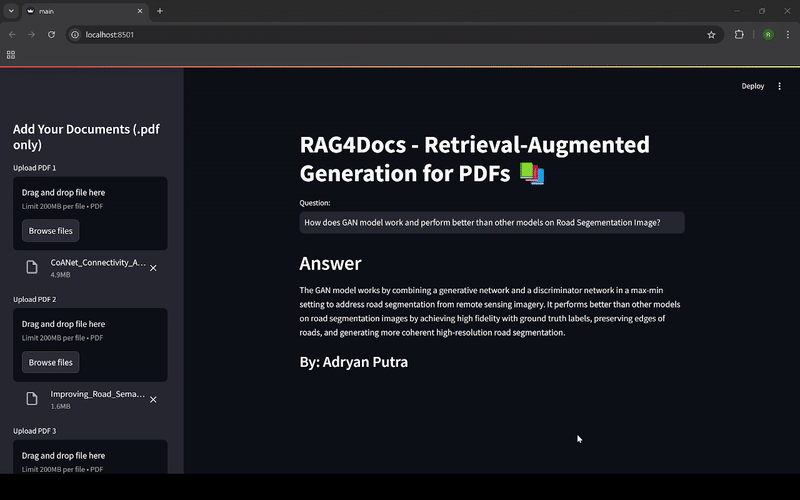 main
localhost:8501
R
Deploy
Add Your Documents (.pdf
only)
Upload PDF 1
Drag and drop file here
Limit 200MB per file • PDF
Browse files
CoANet_Connectivity_A...
4.9MB
Upload PDF 2
Drag and drop file here
Limit 200MB per file • PDF
Browse files
Improving_Road_Sema...
1.6MB
Upload PDF 3
Drag and drop file here
Limit 200MB per file • PDF
RAG4Docs - Retrieval-Augmented
Generation for PDFs
Question:
How does GAN model work and perform better than other models on Road Segementation Image?
Answer
The GAN model works by combining a generative network and a discriminator network in a max-min
setting to address road segmentation from remote sensing imagery. It performs better than other models
on road segmentation images by achieving high fidelity with ground truth labels, preserving edges of
roads, and generating more coherent high-resolution road segmentation.
By: Adryan Putra